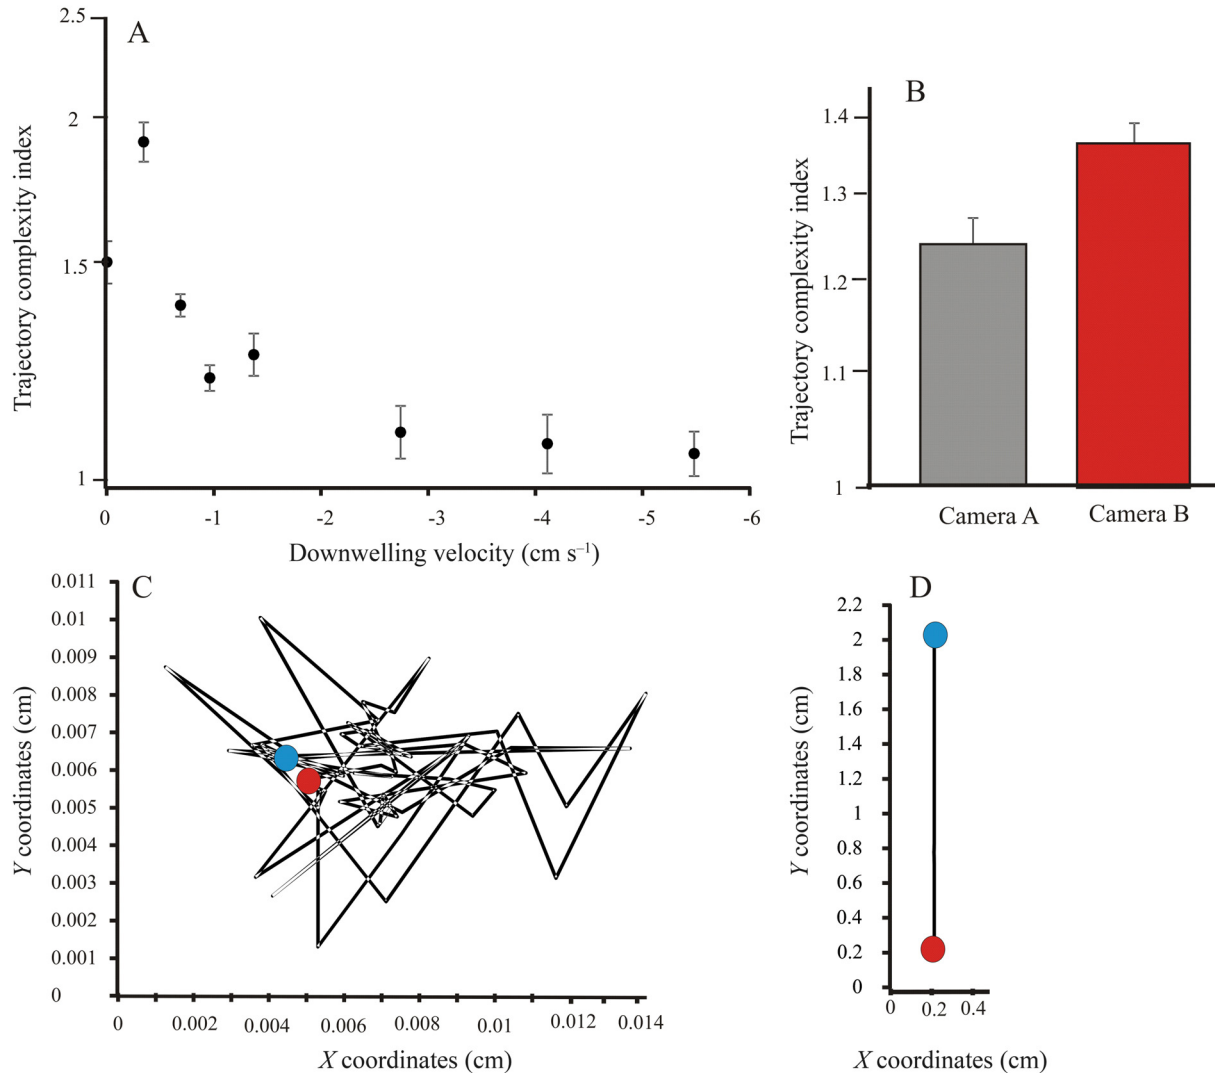 A
Trajectory complexity index
2.5
2
1.5
1
0 -1 -2 -3 -4 -5 -6
Downwelling velocity (cm s⁻¹)
B
Trajectory complexity index
1.4
1.3
1.2
1.1
1
Camera A Camera B
C
Y coordinates (cm)
0.011
0.01
0.009
0.008
0.007
0.006
0.005
0.004
0.003
0.002
0.001
0
0 0.002 0.004 0.006 0.008 0.01 0.012 0.014
X coordinates (cm)
D
Y coordinates (cm)
2.2
2
1.8
1.6
1.4
1.2
1
0.8
0.6
0.4
0.2
0
0 0.2 0.4
X coordinates (cm)